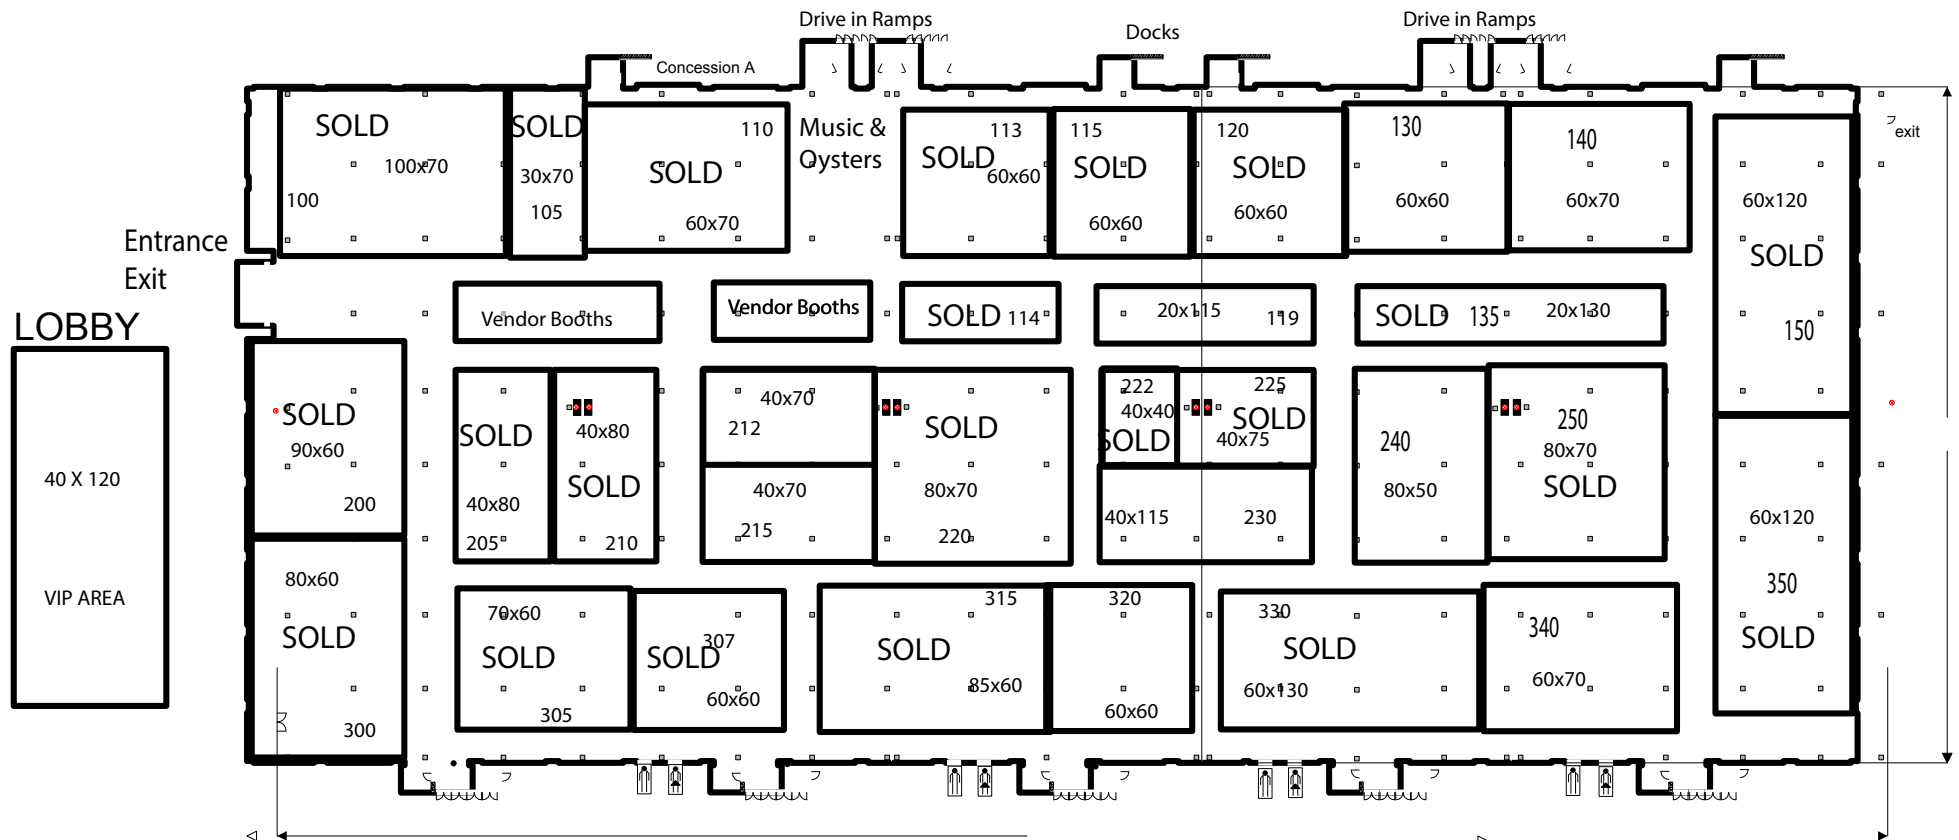 Drive in Ramps
Docks
Drive in Ramps
Concession A
SOLD
100x70
100
SOLD
30x70
105
110
SOLD
60x70
Music &
Oysters
113
SOLD
60x60
115
SOLD
60x60
120
SOLD
60x60
130
60x60
140
60x70
60x120
SOLD
150
exit
Entrance
Exit
Vendor Booths
Vendor Booths
SOLD 114
20x115
119
SOLD 135 20x130
LOBBY
40 X 120
VIP AREA
SOLD
90x60
200
SOLD
40x80
205
40x80
SOLD
210
40x70
212
40x70
215
SOLD
80x70
220
222
40x40
SOLD
225
SOLD
40x75
40x115
230
240
80x50
250
80x70
SOLD
60x120
350
SOLD
80x60
SOLD
300
70x60
SOLD
305
307
SOLD
60x60
315
SOLD
85x60
320
60x60
330
SOLD
60x130
340
60x70